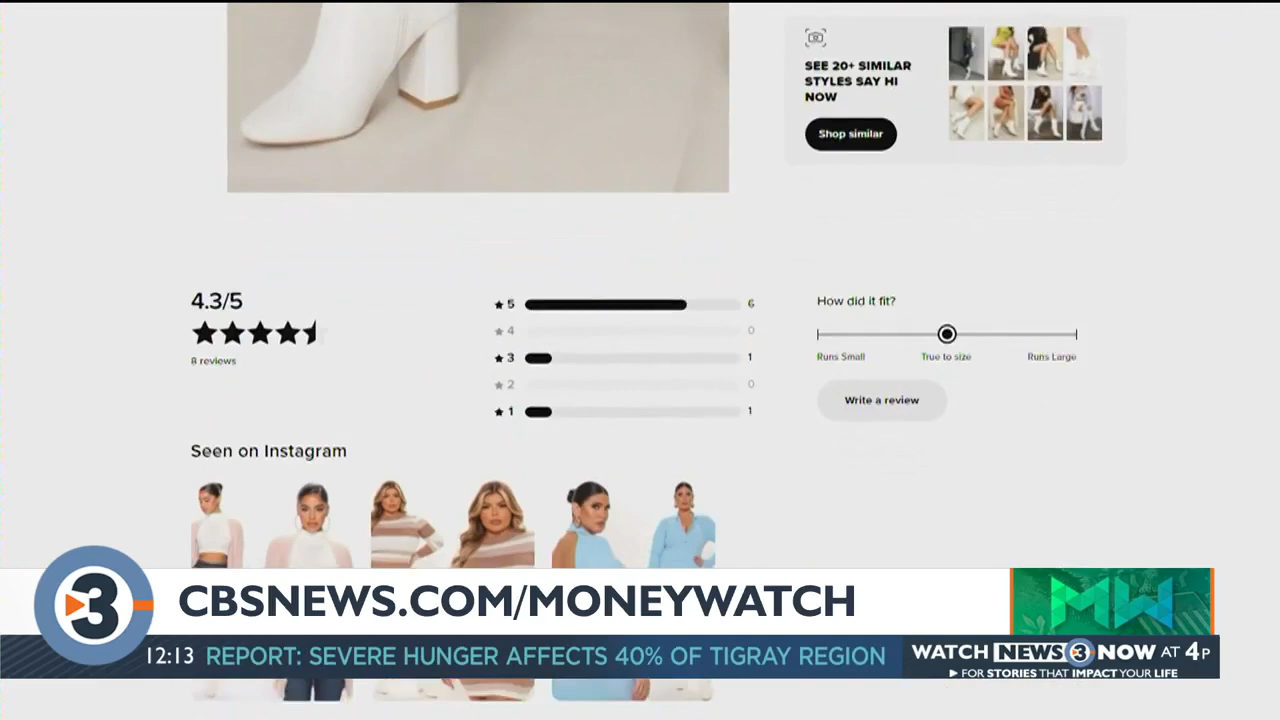 SEE 20+ SIMILAR
STYLES SAY HI
NOW
Shop similar
4.3/5
8 reviews
5 6
4 0
3 1
2 0
1 1
How did it fit?
Runs Small True to size Runs Large
Write a review
Seen on Instagram
3
CBSNEWS.COM/MONEYWATCH
MW
12:13 REPORT: SEVERE HUNGER AFFECTS 40% OF TIGRAY REGION
WATCH NEWS 3 NOW AT 4P
FOR STORIES THAT IMPACT YOUR LIFE